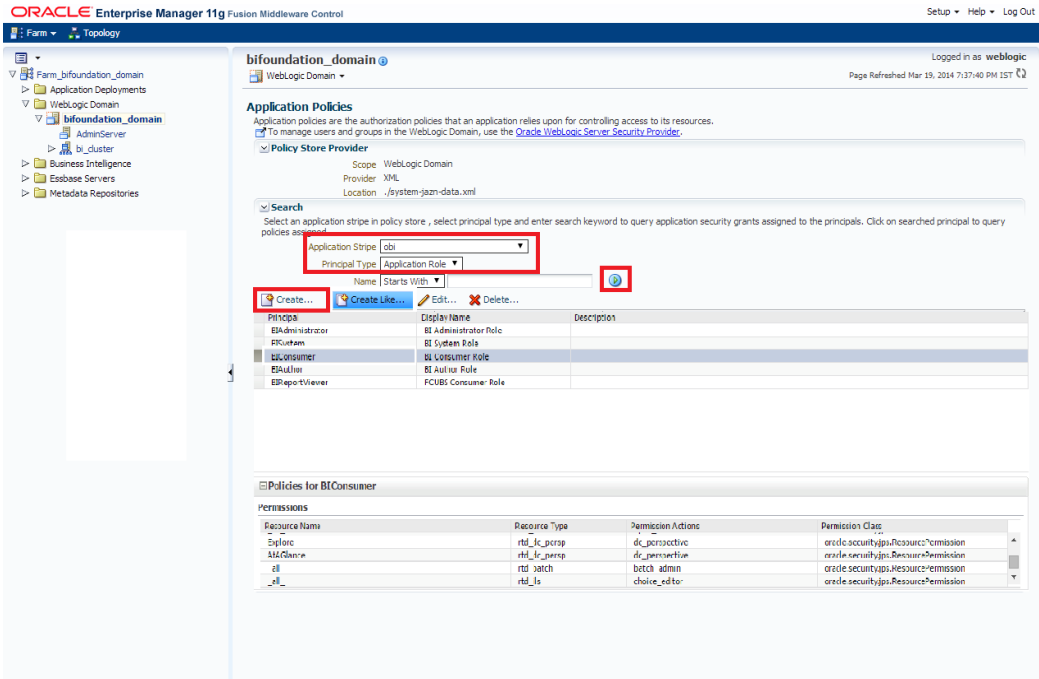 ORACLE Enterprise Manager 11g Fusion Middleware Control
Setup Help Log Out
Farm Topology
Farm_bifoundation_domain
Application Deployments
WebLogic Domain
bifoundation_domain
AdminServer
bi_cluster
Business Intelligence
Essbase Servers
Metadata Repositories
bifoundation_domain
Logged in as weblogic
WebLogic Domain
Page Refreshed Mar 19, 2014 7:37:40 PM IST
Application Policies
Application policies are the authorization policies that an application relies upon for controlling access to its resources.
To manage users and groups in the WebLogic Domain, use the Oracle WebLogic Server Security Provider.
Policy Store Provider
Scope WebLogic Domain
Provider XML
Location ./system-jazn-data.xml
Search
Select an application stripe in policy store , select principal type and enter search keyword to query application security grants assigned to the principals. Click on searched principal to query
policies assigned.
Application Stripe obi
Principal Type Application Role
Name Starts With
Create... Create Like... Edit... Delete...
Principal Display Name Description
BIAdministrator BI Administrator Role
BISystem BI System Role
BIConsumer BI Consumer Role
BIAuthor BI Author Role
BIReportViewer FCUBS Consumer Role
Policies for BIConsumer
Permissions
Resource Name Resource Type Permission Actions Permission Class
Explore rtd_dc_persp dc_perspective oracle.security.jps.ResourcePermission
AtAGlance rtd_dc_persp dc_perspective oracle.security.jps.ResourcePermission
_all_ rtd_batch batch_admin oracle.security.jps.ResourcePermission
_all_ rtd_ils choice_editor oracle.security.jps.ResourcePermission